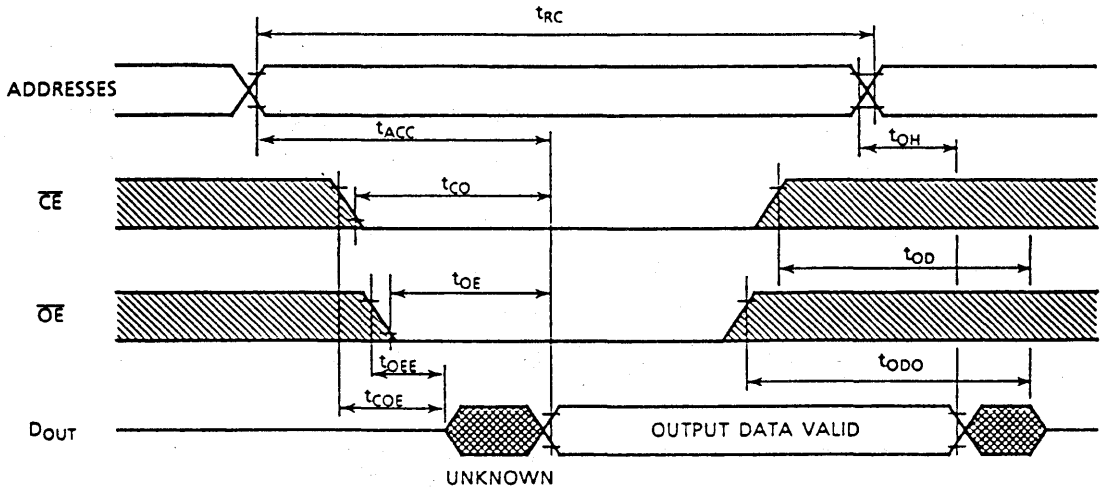 tRC
ADDRESSES
tACC
tOH
CE
tCO
tOD
OE
tOE
tOEE
tODO
tCOE
DOUT
OUTPUT DATA VALID
UNKNOWN